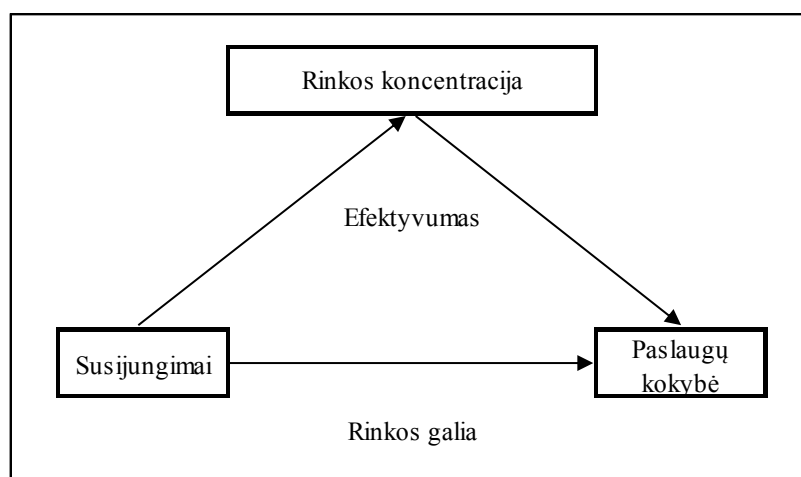 Rinkos koncentracija
Efektyvumas
Susijungimai
Paslaugų
kokybė
Rinkos galia